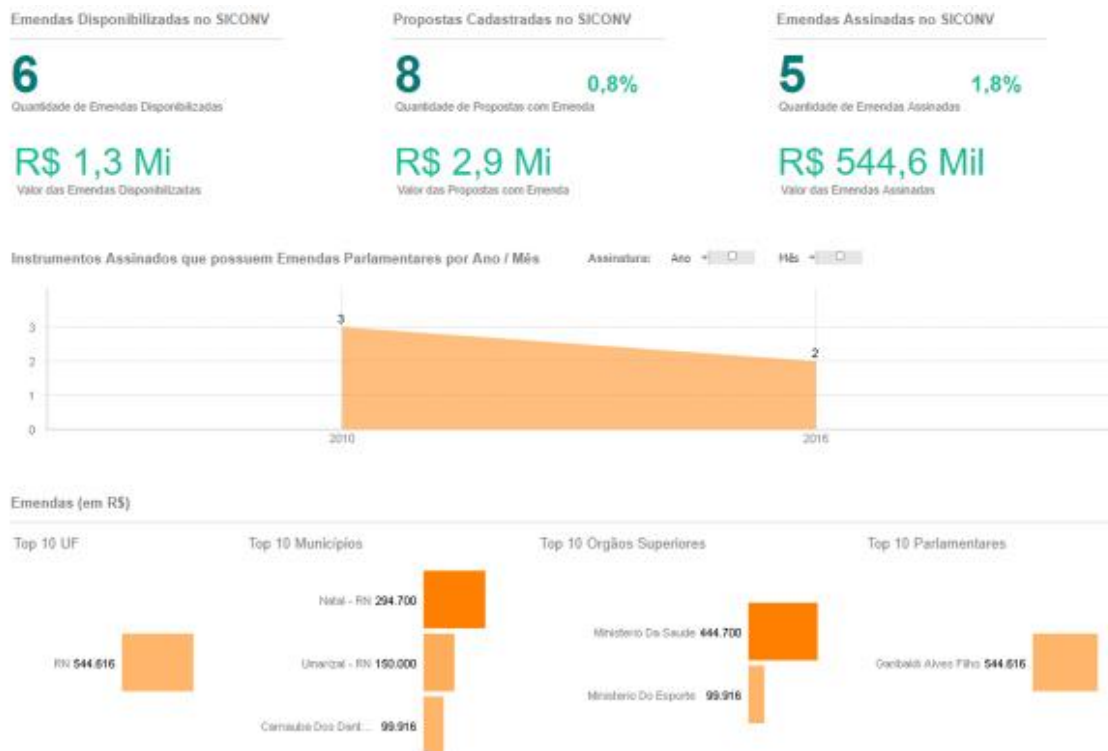 Emendas Disponibilizadas no SICONV
6
Quantidade de Emendas Disponibilizadas
R$ 1,3 Mi
Valor das Emendas Disponibilizadas
Propostas Cadastradas no SICONV
8
0,8%
Quantidade de Propostas com Emenda
R$ 2,9 Mi
Valor das Propostas com Emenda
Emendas Assinadas no SICONV
5
1,8%
Quantidade de Emendas Assinadas
R$ 544,6 Mil
Valor das Emendas Assinadas
Instrumentos Assinados que possuem Emendas Parlamentares por Ano / Mês
Assinatura: Ano Mês
3
2
1
0
3
2
2010
2016
Emendas (em R$)
Top 10 UF
RN 544.616
Top 10 Municípios
Natal - RN 294.700
Umarizal - RN 150.000
Carnauba Dos Dant... 99.916
Top 10 Orgãos Superiores
Ministerio Da Saude 444.700
Ministerio Do Esporte 99.916
Top 10 Parlamentares
Garibaldi Alves Filho 544.616